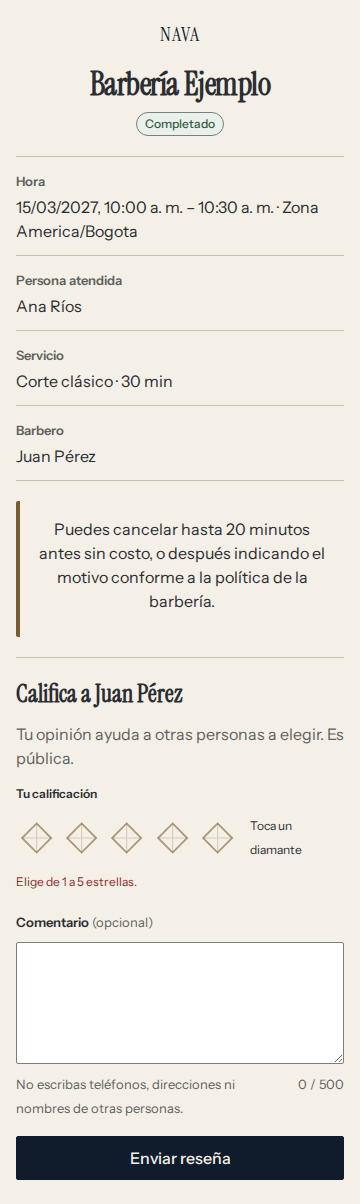 NAVA
Barbería Ejemplo
Completado
Hora
15/03/2027, 10:00 a. m. – 10:30 a. m. · Zona
America/Bogota
Persona atendida
Ana Ríos
Servicio
Corte clásico · 30 min
Barbero
Juan Pérez
Puedes cancelar hasta 20 minutos
antes sin costo, o después indicando el
motivo conforme a la política de la
barbería.
Califica a Juan Pérez
Tu opinión ayuda a otras personas a elegir. Es
pública.
Tu calificación
Toca un
diamante
Elige de 1 a 5 estrellas.
Comentario (opcional)
No escribas teléfonos, direcciones ni
nombres de otras personas.
0 / 500
Enviar reseña